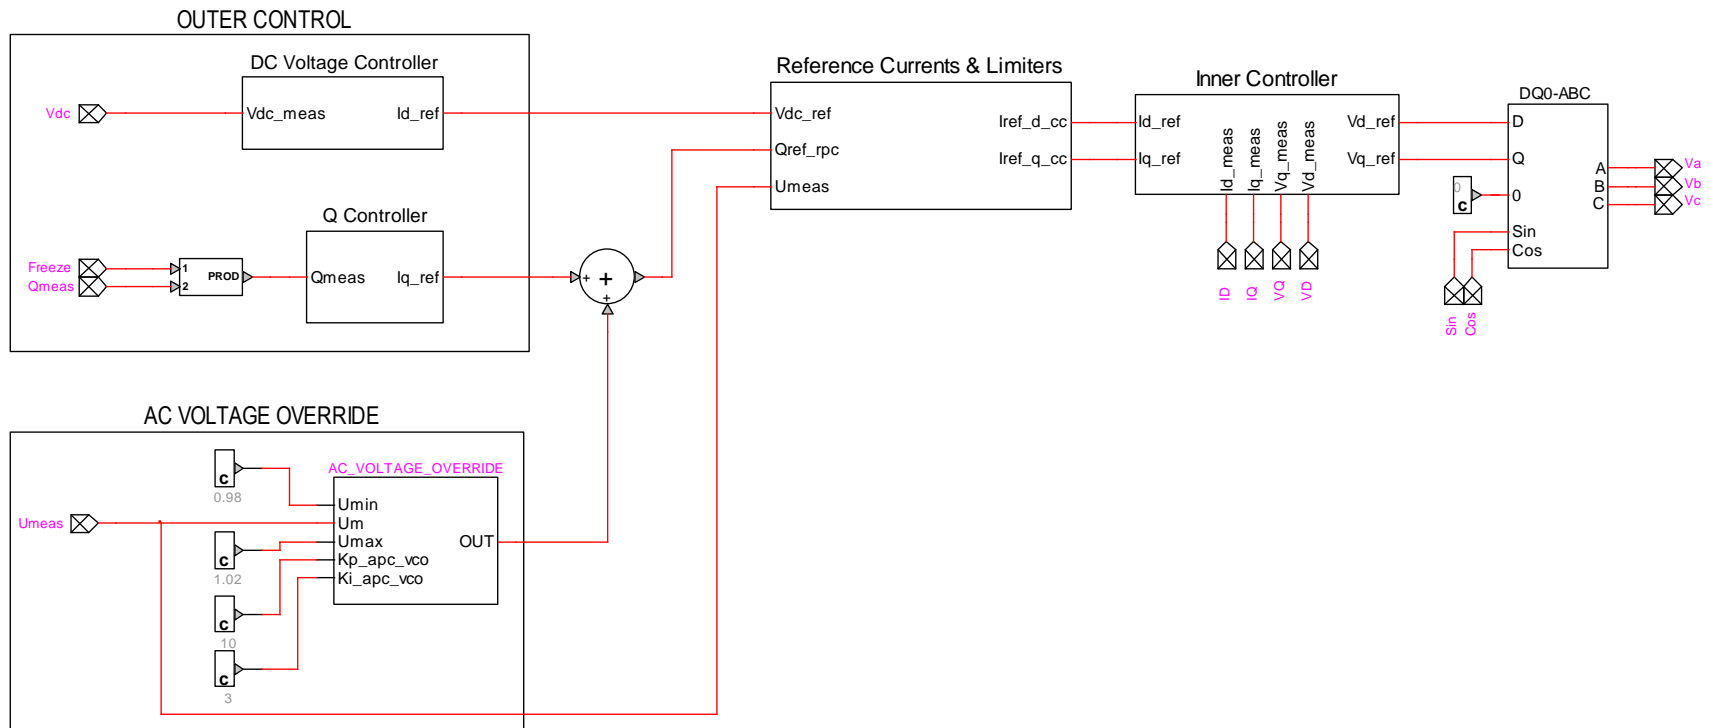 OUTER CONTROL
DC Voltage Controller
Vdc
Vdc_meas
Id_ref
Q Controller
Freeze
Qmeas
1
2
PROD
Qmeas
Iq_ref
+
+
+
Reference Currents & Limiters
Vdc_ref
Qref_rpc
Umeas
Iref_d_cc
Iref_q_cc
Inner Controller
Id_ref
Iq_ref
Id_meas
Iq_meas
Vq_meas
Vd_meas
Vd_ref
Vq_ref
ID
IQ
VQ
VD
DQ0-ABC
D
Q
0
Sin
Cos
A
B
C
0
C
Sin
Cos
Va
Vb
Vc
AC VOLTAGE OVERRIDE
AC_VOLTAGE_OVERRIDE
Umeas
C
0.98
C
1.02
C
10
C
3
Umin
Um
Umax
Kp_apc_vco
Ki_apc_vco
OUT